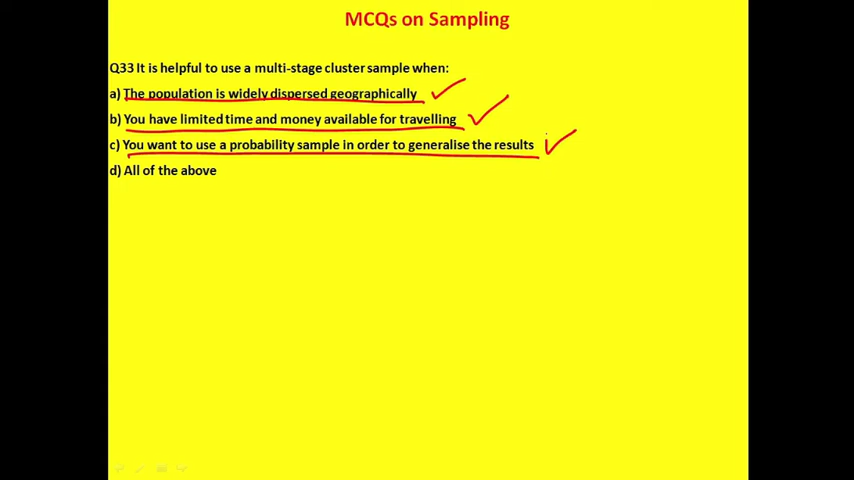 MCQs on Sampling
Q33 It is helpful to use a multi-stage cluster sample when:
a) The population is widely dispersed geographically
b) You have limited time and money available for travelling
c) You want to use a probability sample in order to generalise the results
d) All of the above